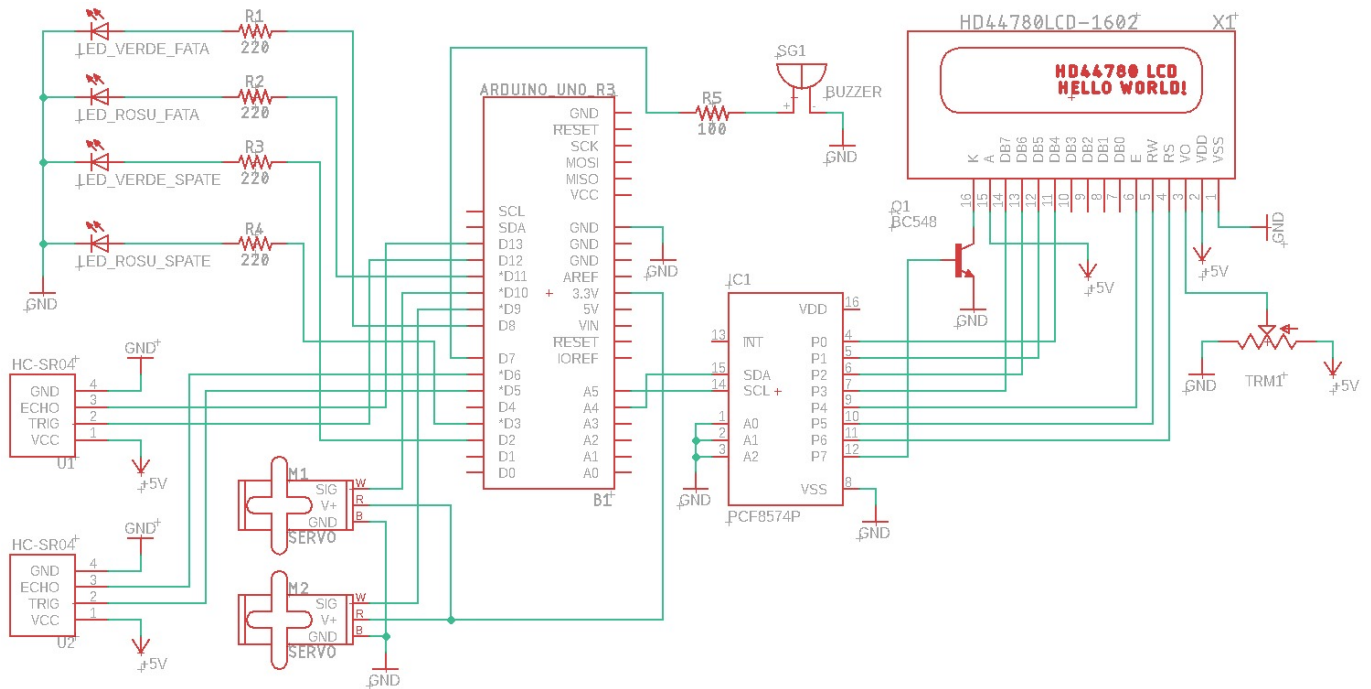 R1
LED_VERDE_FATA
220
R2
LED_ROSU_FATA
220
R3
LED_VERDE_SPATE
220
R4
LED_ROSU_SPATE
220
GND
HC-SR04
GND
GND 4
ECHO 3
TRIG 2
VCC 1
U1
+5V
HC-SR04
GND
GND 4
ECHO 3
TRIG 2
VCC 1
U2
+5V
M1
SIG W
V+ R
GND B
SERVO
M2
SIG W
V+ R
GND B
SERVO
GND
ARDUINO_UNO_R3
GND
RESET
SCK
MOSI
MISO
VCC
SCL
SDA GND
D13 GND
D12 GND
*D11 AREF
*D10 3.3V
*D9 5V
D8 VIN
RESET
D7 IOREF
*D6
*D5 A5
D4 A4
*D3 A3
D2 A2
D1 A1
D0 A0
B1
GND
R5
100
SG1
BUZZER
+ -
GND
IC1
VDD 16
13 INT P0 4
P1 5
15 SDA P2 6
14 SCL P3 7
P4 9
1 A0 P5 10
2 A1 P6 11
3 A2 P7 12
VSS 8
PCF8574P
GND
GND
HD44780LCD-1602 X1
HD44780 LCD
HELLO WORLD!
K A DB7 DB6 DB5 DB4 DB3 DB2 DB1 DB0 E RW RS VO VDD VSS
16 15 14 13 12 11 10 9 8 7 6 5 4 3 2 1
Q1
BC548
GND
+5V
+5V
GND
GND
TRM1
+5V